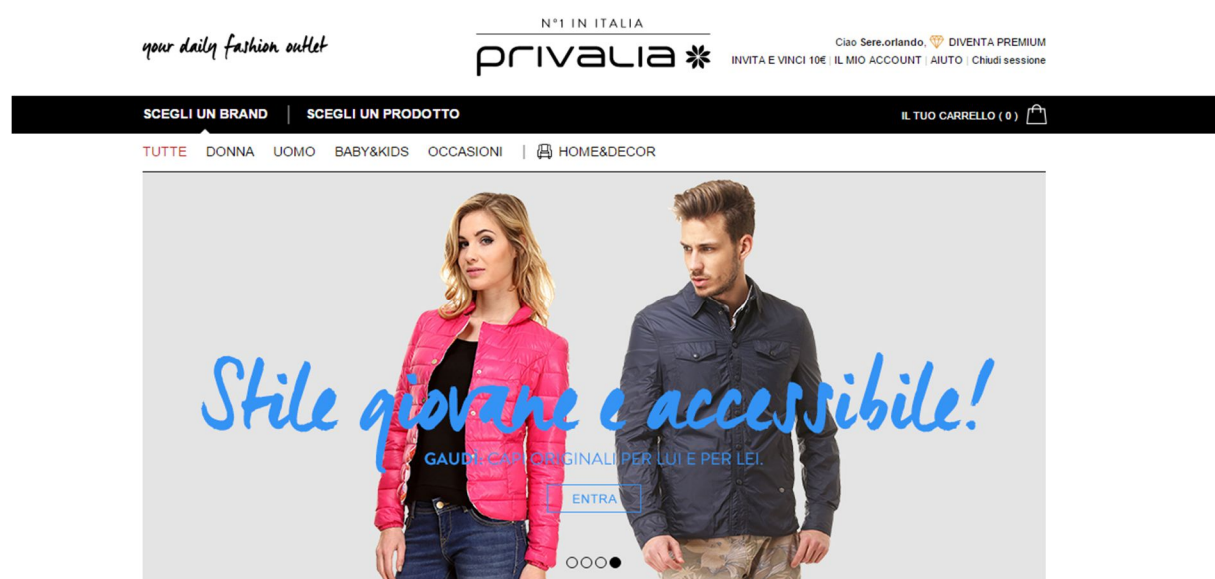 N°1 IN ITALIA
your daily fashion outlet
privalia
Ciao Sere.orlando, DIVENTA PREMIUM
INVITA E VINCI 10€ | IL MIO ACCOUNT | AIUTO | Chiudi sessione
SCEGLI UN BRAND | SCEGLI UN PRODOTTO
IL TUO CARRELLO ( 0 )
TUTTE DONNA UOMO BABY&KIDS OCCASIONI | HOME&DECOR
Stile giovane e accessibile!
GAUDÌ: CAPI ORIGINALI PER LUI E PER LEI.
ENTRA